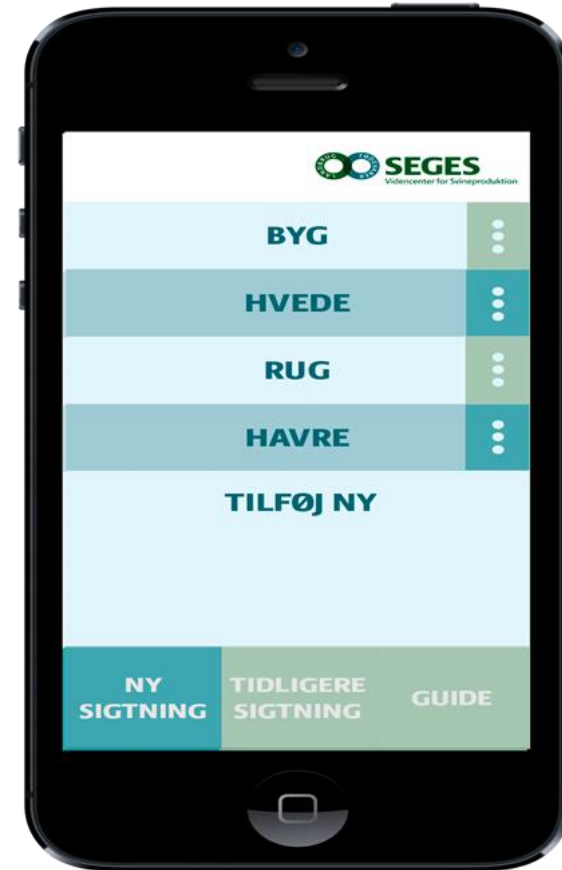 SEGES
Videncenter for Svineproduktion
BYG
HVEDE
RUG
HAVRE
TILFØJ NY
NY
SIGTNING
TIDLIGERE
SIGTNING
GUIDE